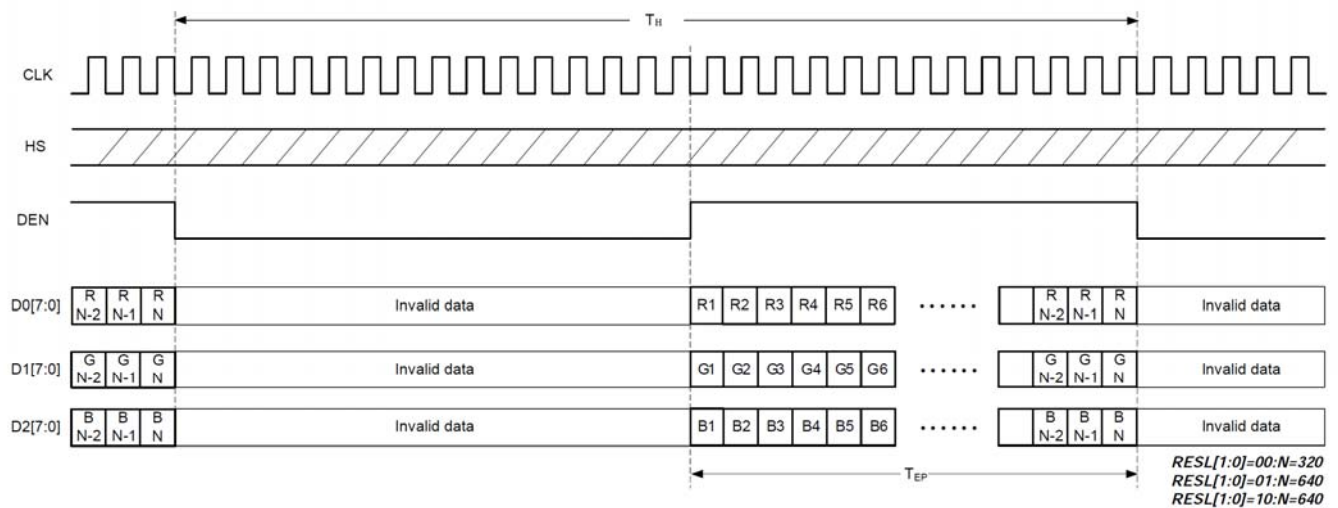 TH
CLK
HS
DEN
D0[7:0] R N-2 R N-1 R N Invalid data R1 R2 R3 R4 R5 R6 ...... R N-2 R N-1 R N Invalid data
D1[7:0] G N-2 G N-1 G N Invalid data G1 G2 G3 G4 G5 G6 ...... G N-2 G N-1 G N Invalid data
D2[7:0] B N-2 B N-1 B N Invalid data B1 B2 B3 B4 B5 B6 ...... B N-2 B N-1 B N Invalid data
TEP
RESL[1:0]=00:N=320
RESL[1:0]=01:N=640
RESL[1:0]=10:N=640